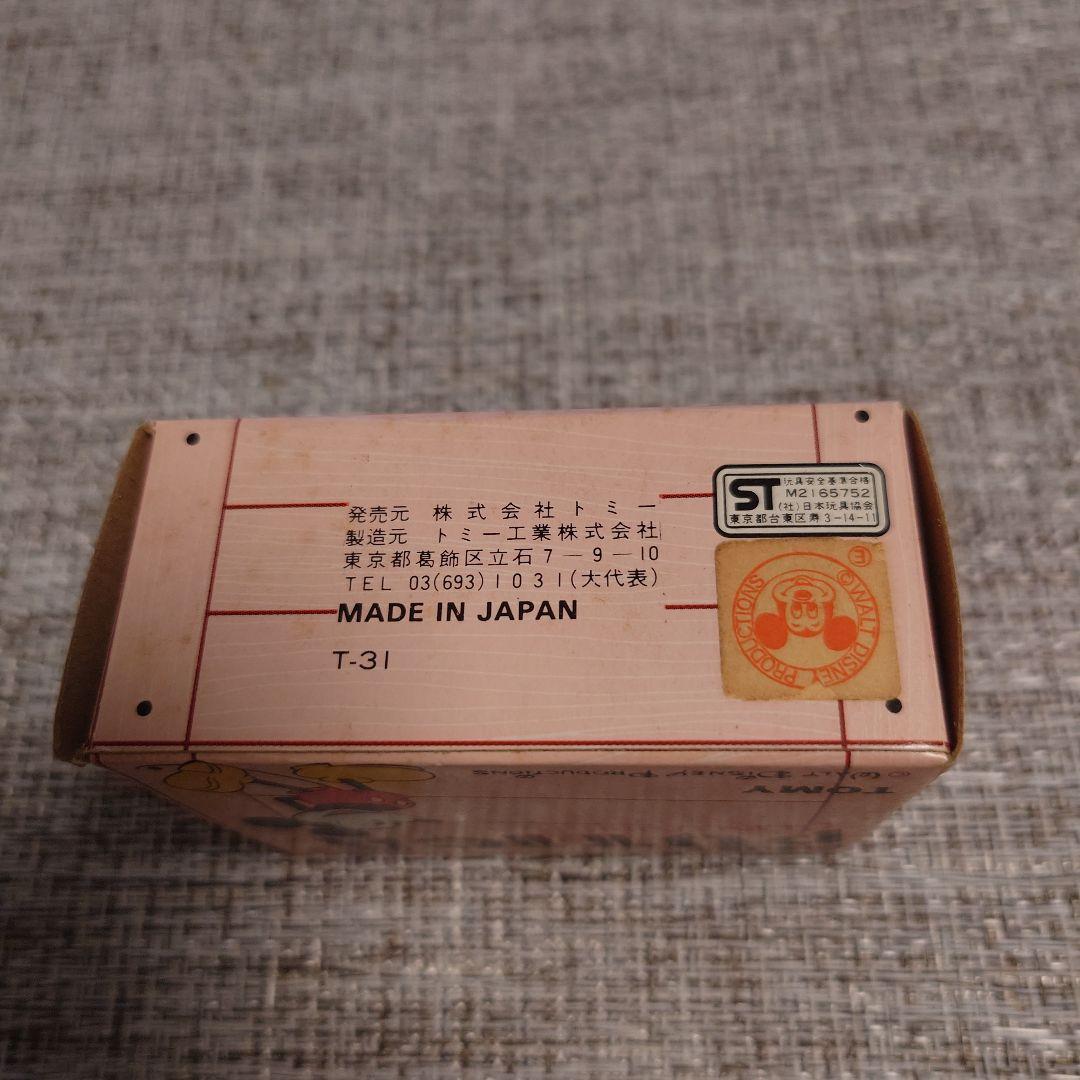 発売元 株式会社トミー
製造元 トミー工業株式会社
東京都葛飾区立石7-9-10
TEL 03(693)1031(大代表)
MADE IN JAPAN
T-31
ST
玩具安全基準合格
M2165752
(社)日本玩具協会
東京都台東区寿3-14-11
Ⓔ
©WALT DISNEY PRODUCTIONS
© WALT DISNEY PRODUCTIONS
TOMY